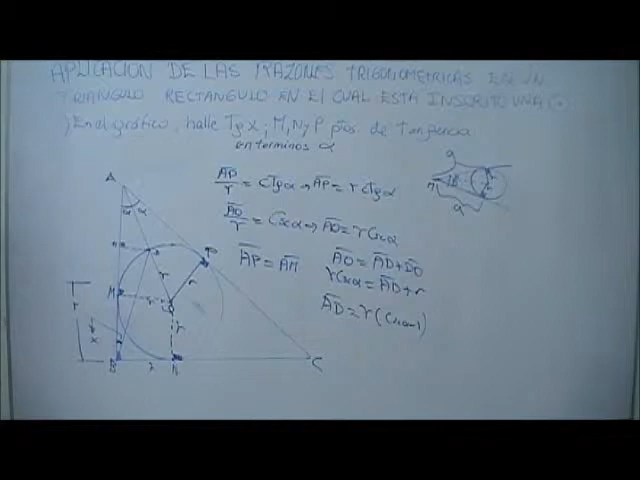 APLICACION DE LAS RAZONES TRIGONOMETRICAS EN UN
TRIANGULO RECTANGULO EN El CUAL ESTA INSCRITO UNA
) En el gráfico, halle Tg x ; M, N y P ptos. de tangencia
en terminos α
AP/r = Ctgα ⇒ AP = r Ctgα
AO/r = Cscα ⇒ AO = r Cscα
AP = AM
AO = AD + DO
r Cscα = AD + r
AD = r (Cscα-1)
A
α α
D
P
r
r
M
r
O
r
r
x
B
r
N
C
a
a